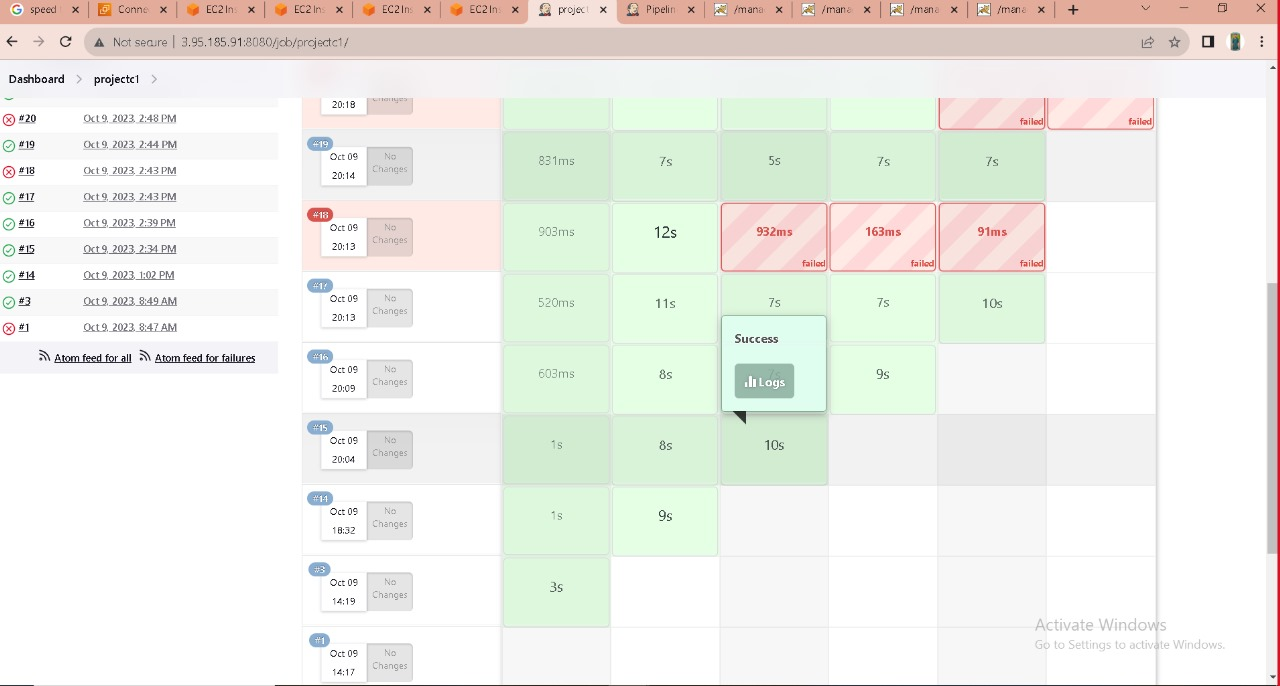 speed
Conne
EC2 Ins
EC2 Ins
EC2 Ins
EC2 Ins
project
Pipelin
/mana
/mana
/mana
/mana
Not secure | 3.95.185.91:8080/job/projectc1/
Dashboard > projectc1 >
#20 Oct 9, 2023, 2:48 PM
#19 Oct 9, 2023, 2:44 PM
#18 Oct 9, 2023, 2:43 PM
#17 Oct 9, 2023, 2:43 PM
#16 Oct 9, 2023, 2:39 PM
#15 Oct 9, 2023, 2:34 PM
#14 Oct 9, 2023, 1:02 PM
#3 Oct 9, 2023, 8:49 AM
#1 Oct 9, 2023, 8:47 AM
Atom feed for all Atom feed for failures
20:18 Changes failed failed
#19
Oct 09 No
20:14 Changes
831ms 7s 5s 7s 7s
#18
Oct 09 No
20:13 Changes
903ms 12s 932ms 163ms 91ms
failed failed failed
#17
Oct 09 No
20:13 Changes
520ms 11s 7s 7s 10s
Success
Logs
#16
Oct 09 No
20:09 Changes
603ms 8s 7s 9s
#15
Oct 09 No
20:04 Changes
1s 8s 10s
#14
Oct 09 No
18:32 Changes
1s 9s
#3
Oct 09 No
14:19 Changes
3s
#1
Oct 09 No
14:17 Changes
Activate Windows
Go to Settings to activate Windows.